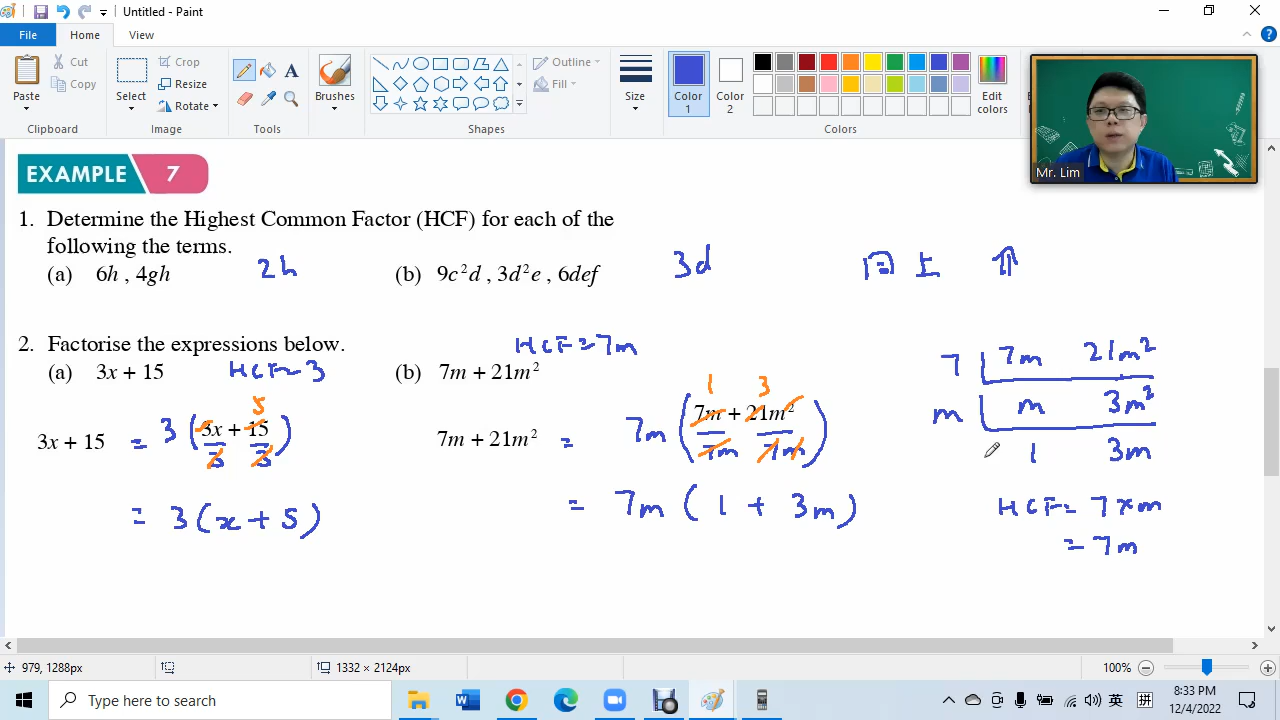 Untitled - Paint
File Home View
Paste Cut Copy Select Crop Resize Rotate Brushes Outline Fill Size Color 1 Color 2 Edit colors
Clipboard Image Tools Shapes Colors
Mr. Lim
EXAMPLE 7
1. Determine the Highest Common Factor (HCF) for each of the
following the terms.
(a) 6h , 4gh 2h (b) 9c²d , 3d²e , 6def 3d 同上 ⇑
2. Factorise the expressions below.
HCF = 7m
(a) 3x + 15 HCF = 3 (b) 7m + 21m²
3x + 15 = 3 (3x/3 + 15/3) 5
7m + 21m² = 7m (7m/7m + 21m²/7m) 1 3
= 3 (x + 5)
= 7m ( 1 + 3m )
7 7m 21m²
m m 3m²
1 3m
HCF = 7 × m
= 7m
979, 1288px 1332 × 2124px 100%
Type here to search
英 拼 8:33 PM
12/4/2022